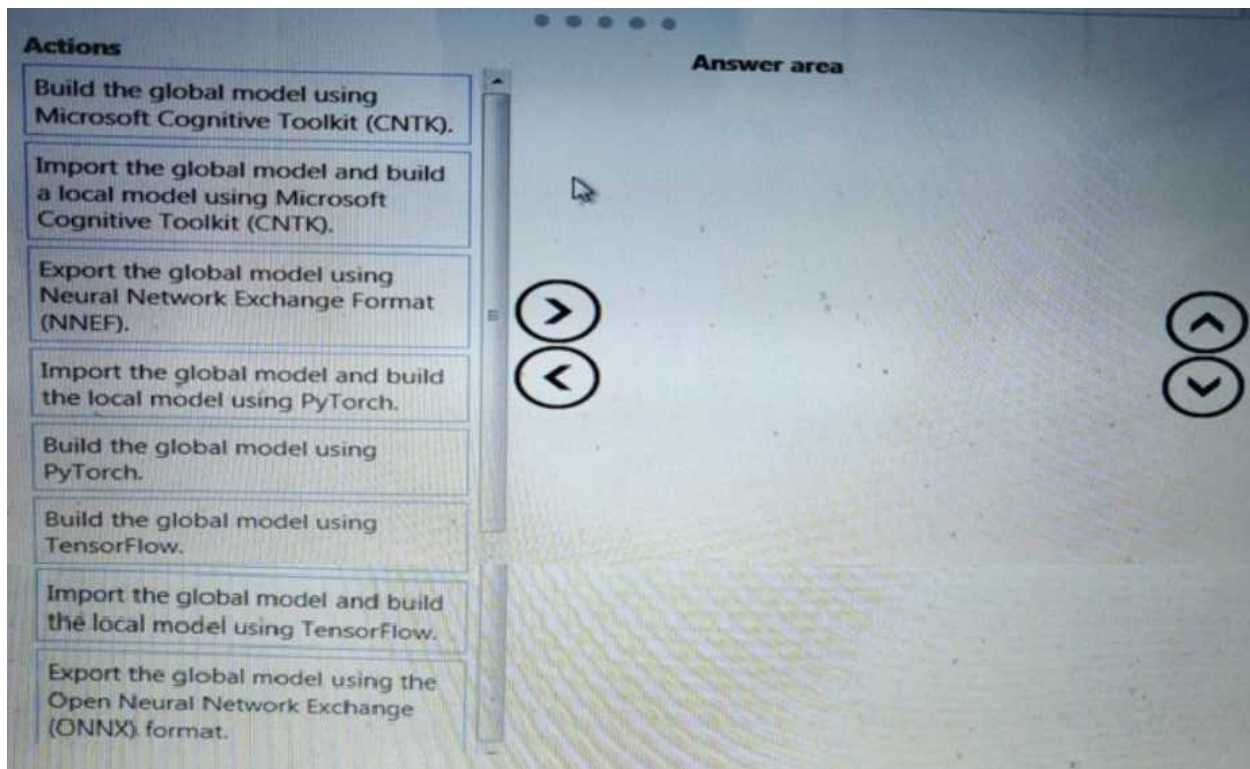 Actions
Answer area
Build the global model using
Microsoft Cognitive Toolkit (CNTK).
Import the global model and build
a local model using Microsoft
Cognitive Toolkit (CNTK).
Export the global model using
Neural Network Exchange Format
(NNEF).
Import the global model and build
the local model using PyTorch.
Build the global model using
PyTorch.
Build the global model using
TensorFlow.
Import the global model and build
the local model using TensorFlow.
Export the global model using the
Open Neural Network Exchange
(ONNX) format.